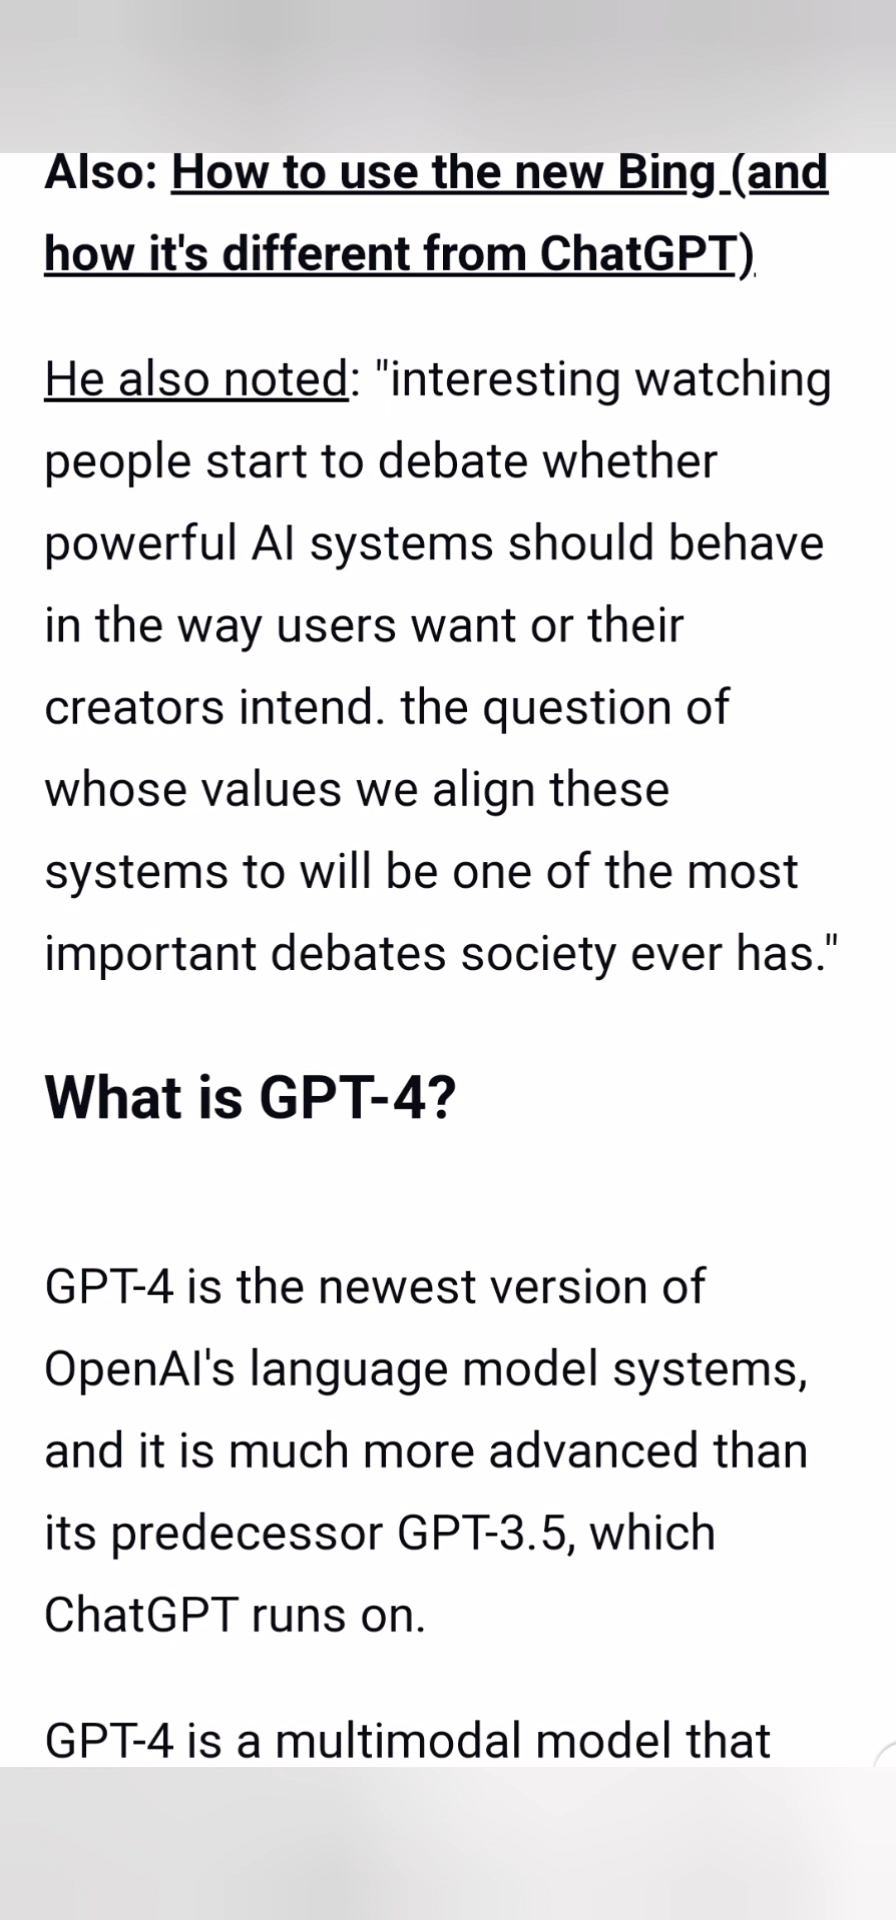 Also: How to use the new Bing (and
how it's different from ChatGPT)
He also noted: "interesting watching
people start to debate whether
powerful AI systems should behave
in the way users want or their
creators intend. the question of
whose values we align these
systems to will be one of the most
important debates society ever has."
What is GPT-4?
GPT-4 is the newest version of
OpenAI's language model systems,
and it is much more advanced than
its predecessor GPT-3.5, which
ChatGPT runs on.
GPT-4 is a multimodal model that